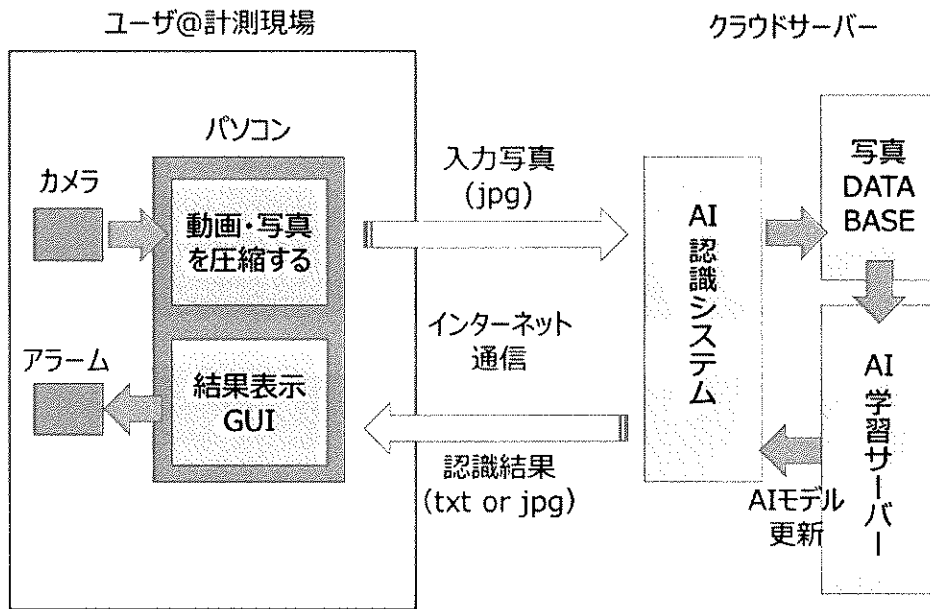 ユーザ@計測現場
クラウドサーバー
パソコン
カメラ
動画・写真
を圧縮する
入力写真
(jpg)
AI
認識システム
写真
DATA
BASE
アラーム
結果表示
GUI
インターネット
通信
認識結果
(txt or jpg)
AI
学習サーバー
AIモデル
更新